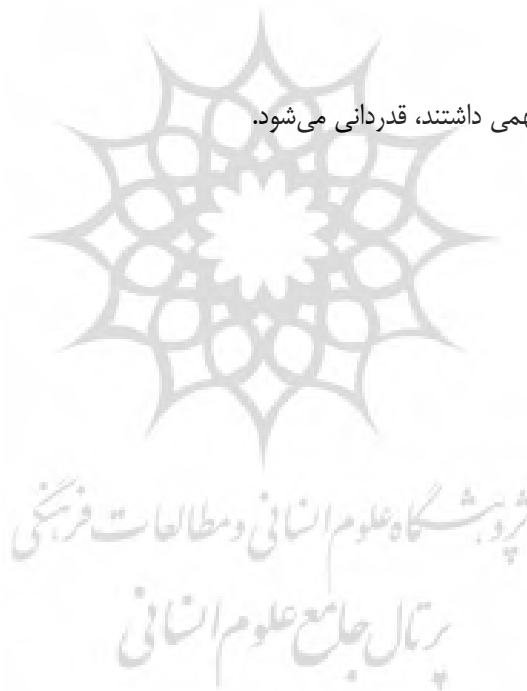 همی داشتند، قدردانی می‌شود.
پژوهشگاه علوم انسانی و مطالعات فرهنگی
پرتال جامع علوم انسانی